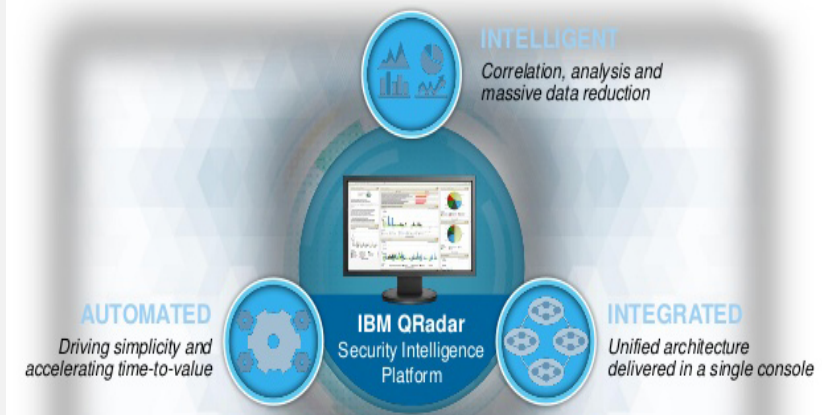 INTELLIGENT
Correlation, analysis and
massive data reduction
AUTOMATED
Driving simplicity and
accelerating time-to-value
IBM QRadar
Security Intelligence
Platform
INTEGRATED
Unified architecture
delivered in a single console